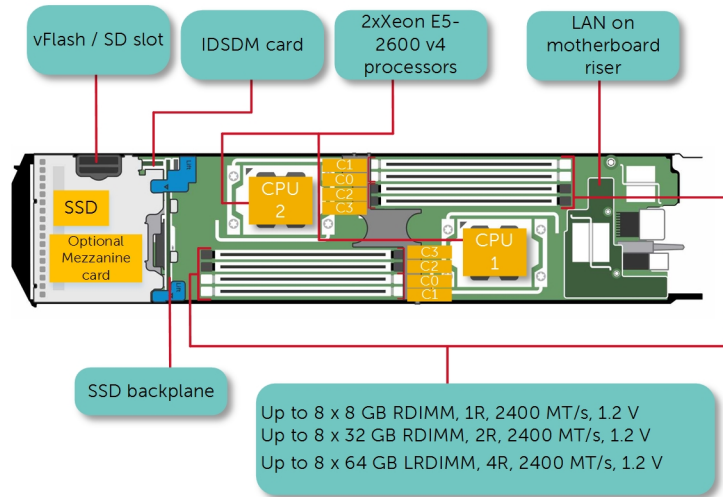 vFlash / SD slot
IDSDM card
2xXeon E5-
2600 v4
processors
LAN on
motherboard
riser
C1
C0
C2
C3
CPU
2
SSD
Optional
Mezzanine
card
CPU
1
C3
C2
C0
C1
SSD backplane
Up to 8 x 8 GB RDIMM, 1R, 2400 MT/s, 1.2 V
Up to 8 x 32 GB RDIMM, 2R, 2400 MT/s, 1.2 V
Up to 8 x 64 GB LRDIMM, 4R, 2400 MT/s, 1.2 V